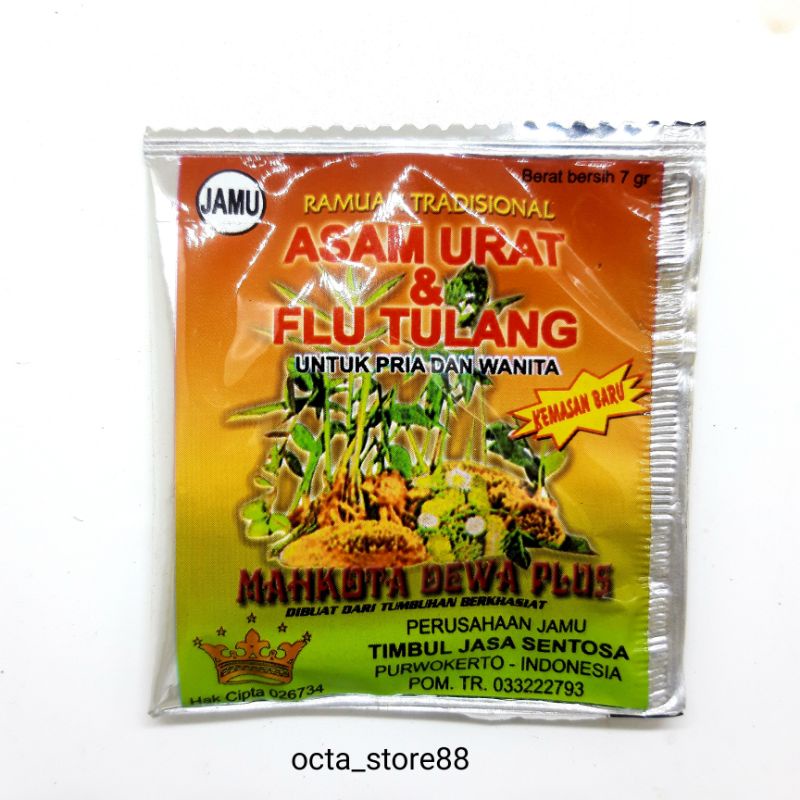 JAMU
Berat bersih 7 gr
RAMUAN TRADISIONAL
ASAM URAT
&
FLU TULANG
UNTUK PRIA DAN WANITA
KEMASAN BARU
MAHKOTA DEWA PLUS
DIBUAT DARI TUMBUHAN BERKHASIAT
PERUSAHAAN JAMU
TIMBUL JASA SENTOSA
PURWOKERTO - INDONESIA
POM. TR. 033222793
Hak Cipta 026734
octa_store88